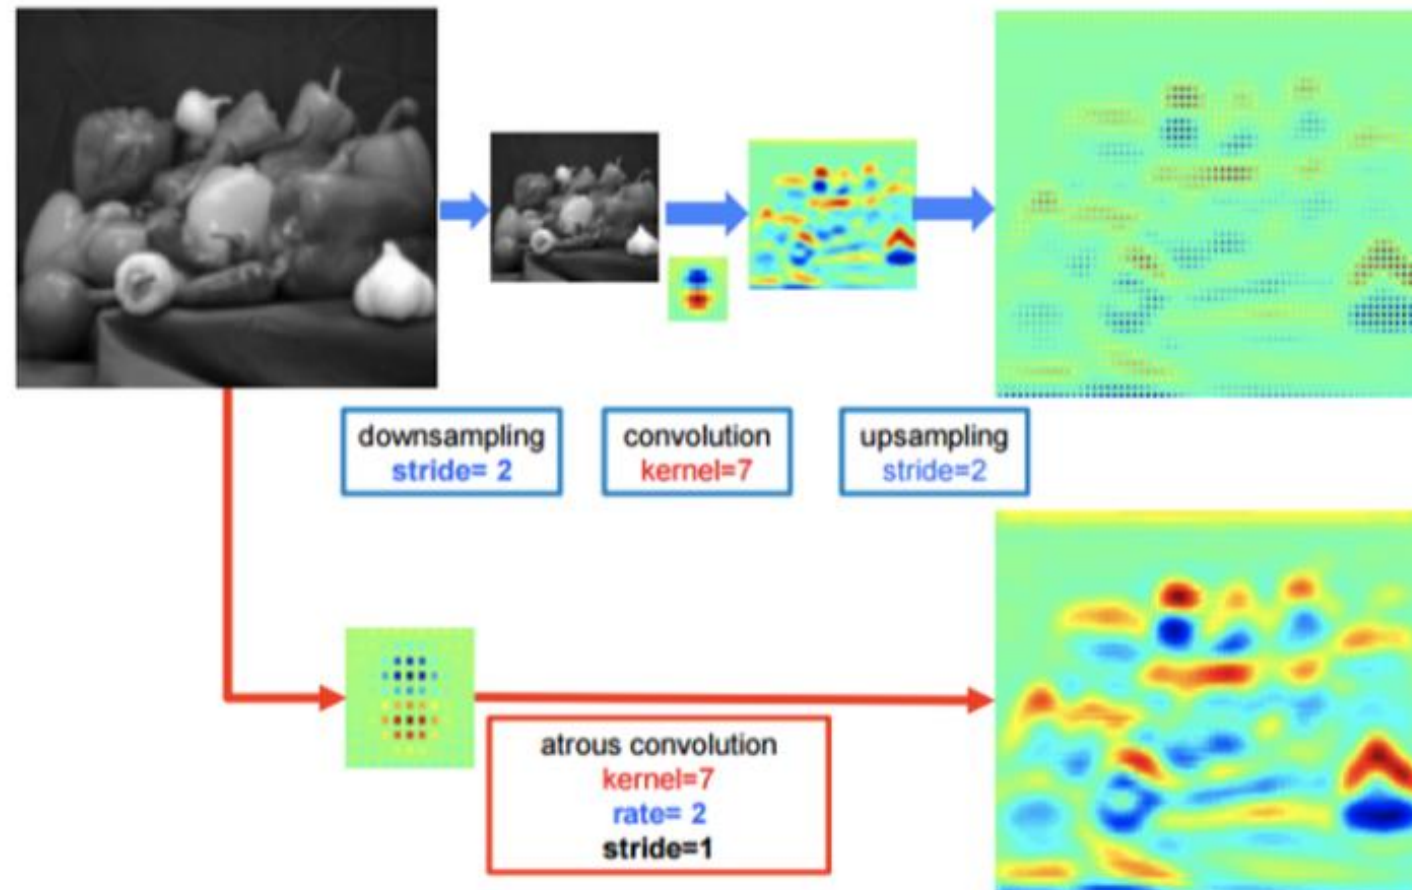 downsampling
stride= 2
convolution
kernel=7
upsampling
stride=2
atrous convolution
kernel=7
rate= 2
stride=1